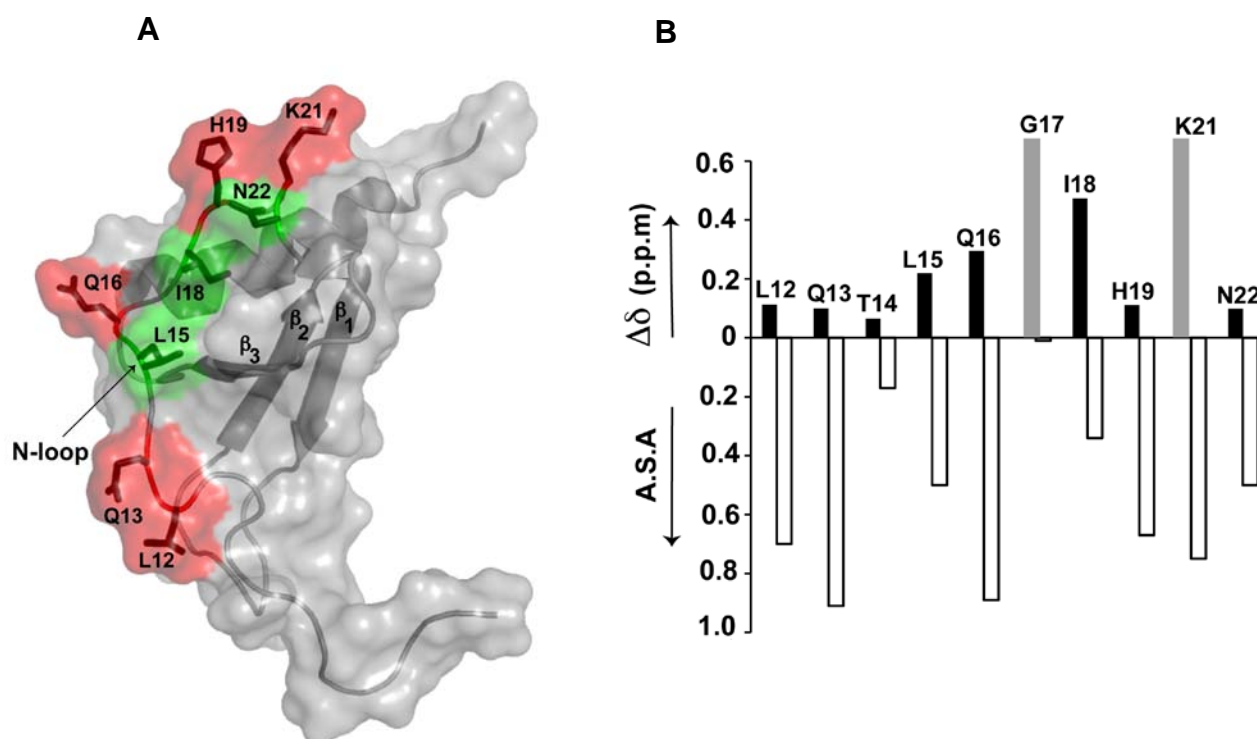 A
H19
K21
N22
Q16
I18
L15
β3
β2
β1
N-loop
Q13
L12
B
Δδ (p.p.m)
A.S.A
0.6
0.4
0.2
0
0.2
0.4
0.6
0.8
1.0
L12
Q13
T14
L15
Q16
G17
I18
H19
K21
N22